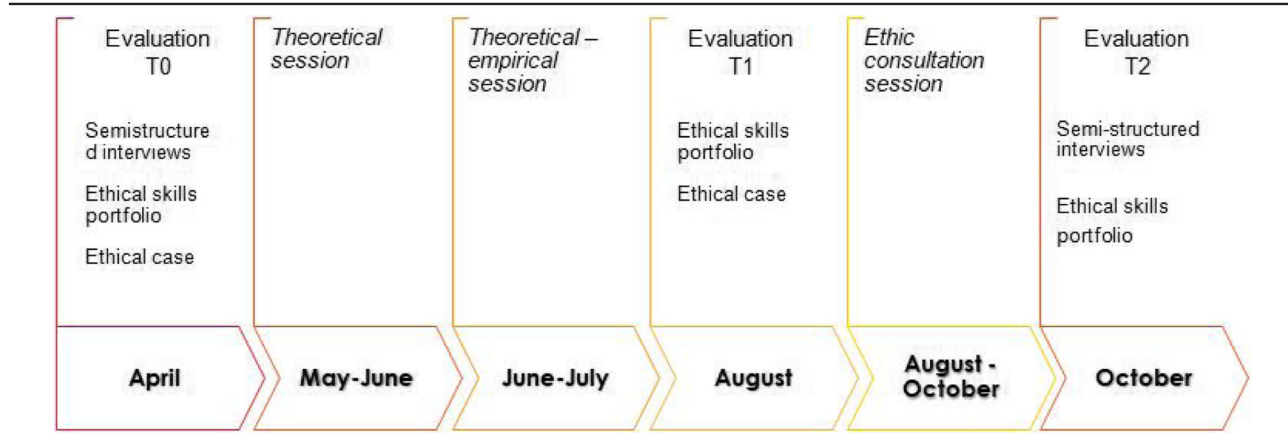 Evaluation
T0
Semistructure
d interviews
Ethical skills
portfolio
Ethical case
April
Theoretical
session
May-June
Theoretical –
empirical
session
June-July
Evaluation
T1
Ethical skills
portfolio
Ethical case
August
Ethic
consultation
session
August -
October
Evaluation
T2
Semi-structured
interviews
Ethical skills
portfolio
October